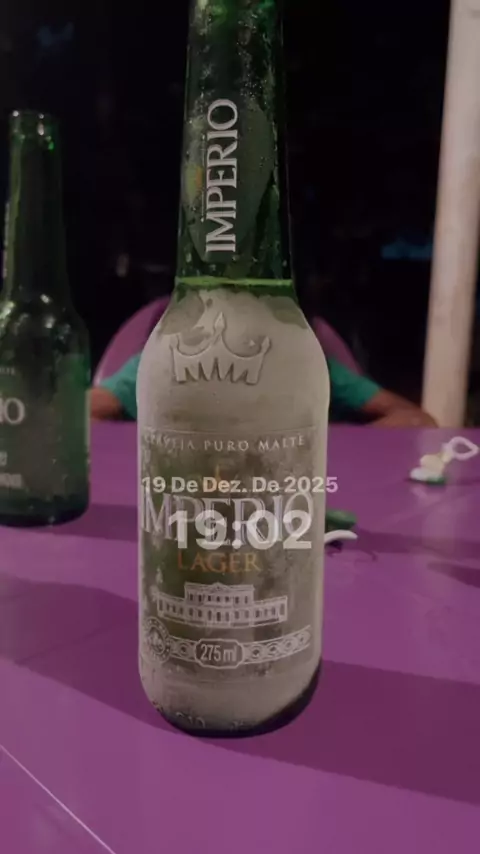 IMPERIO
CERVEJA PURO MALTE
19 De Dez. De 2025
IMPERIO
19:02
LAGER
275 ml